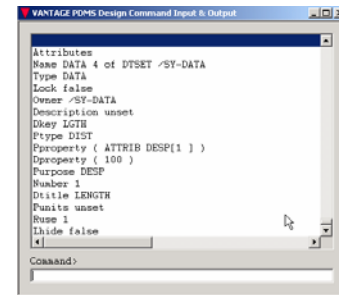 VANTAGE PDMS Design Command Input & Output
Attributes
Name DATA 4 of DTSET /SY-DATA
Type DATA
Lock false
Owner /SY-DATA
Description unset
Dkey LGTH
Ptype DIST
Pproperty ( ATTRIB DESP[1 ] )
Dproperty ( 100 )
Purpose DESP
Number 1
Dtitle LENGTH
Punits unset
Ruse 1
Lhide false
Command>